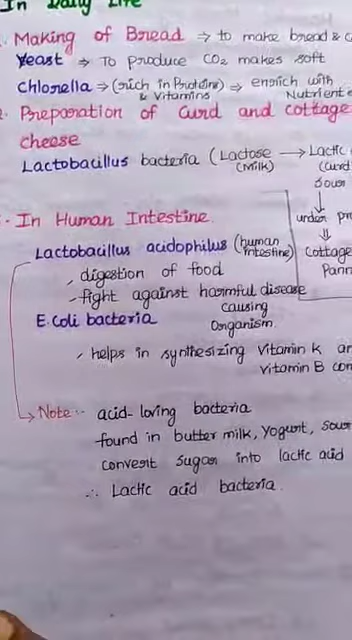 In Daily Life
Making of Bread ⇒ to make bread & c
Yeast ⇒ To produce CO2 makes soft
Chlorella → (rich in Protine) ⇒ enrich with
& Vitamins Nutrient
Preparation of Curd and cottage
cheese
Lactobacillus bacteria (Lactose → Lactic
(Milk) (Curd
Sour
↓
under pr
⇓
Cottage
Pann
In Human Intestine
Lactobacillus acidophilus (human
intestine)
digestion of food
fight against harmful disease
causing
organism
E.Coli bacteria
helps in synthesizing vitamin K an
vitamin B com
Note :- acid-loving bacteria
found in butter milk, yogurt, sour
convert sugar into lactic acid
∴ Lactic acid bacteria.